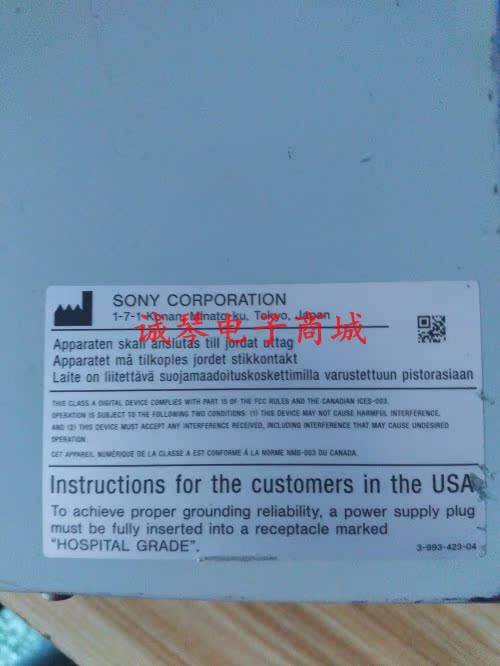 SONY CORPORATION
1-7-1 Konan Minato-ku, Tokyo, Japan
诚琴电子商城
Apparaten skall anslutas till jordat uttag
Apparatet må tilkoples jordet stikkontakt
Laite on liitettävä suojamaadoituskoskettimilla varustettuun pistorasiaan
THIS CLASS A DIGITAL DEVICE COMPLIES WITH PART 15 OF THE FCC RULES AND THE CANADIAN ICES-003.
OPERATION IS SUBJECT TO THE FOLLOWING TWO CONDITIONS: (1) THIS DEVICE MAY NOT CAUSE HARMFUL INTERFERENCE,
AND (2) THIS DEVICE MUST ACCEPT ANY INTERFERENCE RECEIVED, INCLUDING INTERFERENCE THAT MAY CAUSE UNDESIRED
OPERATION.
CET APPAREIL NUMÉRIQUE DE LA CLASSE A EST CONFORME À LA NORME NMB-003 DU CANADA.
Instructions for the customers in the USA
To achieve proper grounding reliability, a power supply plug
must be fully inserted into a receptacle marked
"HOSPITAL GRADE".
3-993-423-04